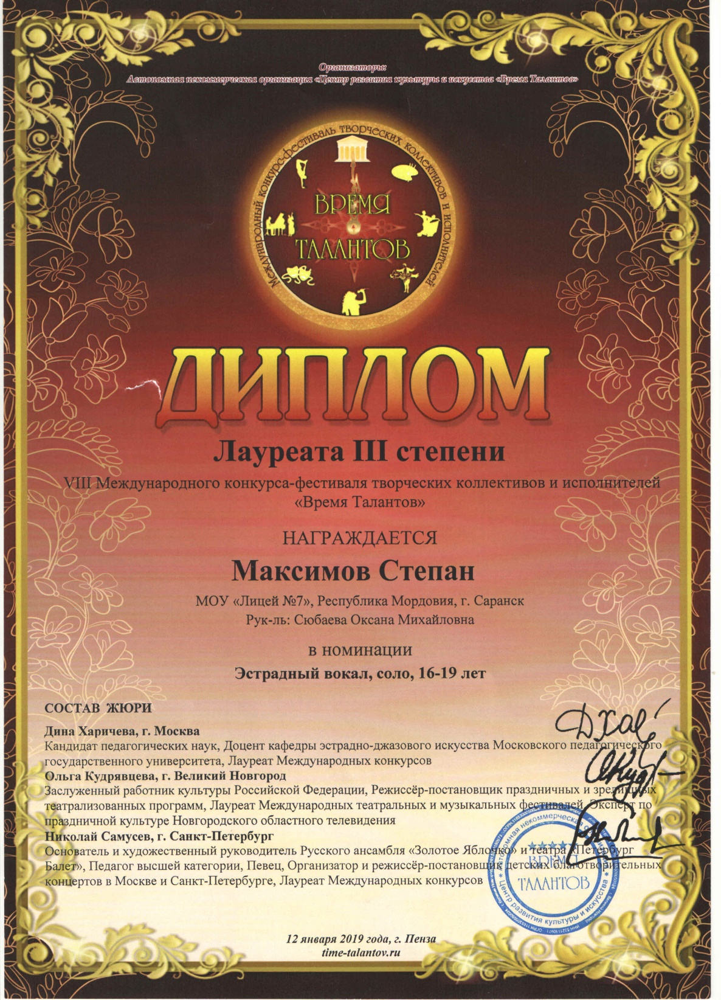 Организаторы:
Автономная некоммерческая организация «Центр развития культуры и искусства «Время Талантов»
Международный конкурс-фестиваль творческих коллективов и исполнителей
ВРЕМЯ
ТАЛАНТОВ
ДИПЛОМ
Лауреата III степени
VIII Международного конкурса-фестиваля творческих коллективов и исполнителей
«Время Талантов»
НАГРАЖДАЕТСЯ
Максимов Степан
МОУ «Лицей №7», Республика Мордовия, г. Саранск
Рук-ль: Сюбаева Оксана Михайловна
в номинации
Эстрадный вокал, соло, 16-19 лет
СОСТАВ ЖЮРИ
Дина Харичева, г. Москва
Кандидат педагогических наук, Доцент кафедры эстрадно-джазового искусства Московского педагогического
государственного университета, Лауреат Международных конкурсов
Ольга Кудрявцева, г. Великий Новгород
Заслуженный работник культуры Российской Федерации, Режиссёр-постановщик праздничных и зрелищных
театрализованных программ, Лауреат Международных театральных и музыкальных фестивалей, Эксперт по
праздничной культуре Новгородского областного телевидения
Николай Самусев, г. Санкт-Петербург
Основатель и художественный руководитель Русского ансамбля «Золотое Яблочко» и театра «Петербург
Балет», Педагог высшей категории, Певец, Организатор и режиссёр-постановщик детских благотворительных
концертов в Москве и Санкт-Петербурге, Лауреат Международных конкурсов
Автономная некоммерческая организация
Центр развития культуры и искусства
ВРЕМЯ
ТАЛАНТОВ
12 января 2019 года, г. Пенза
time-talantov.ru